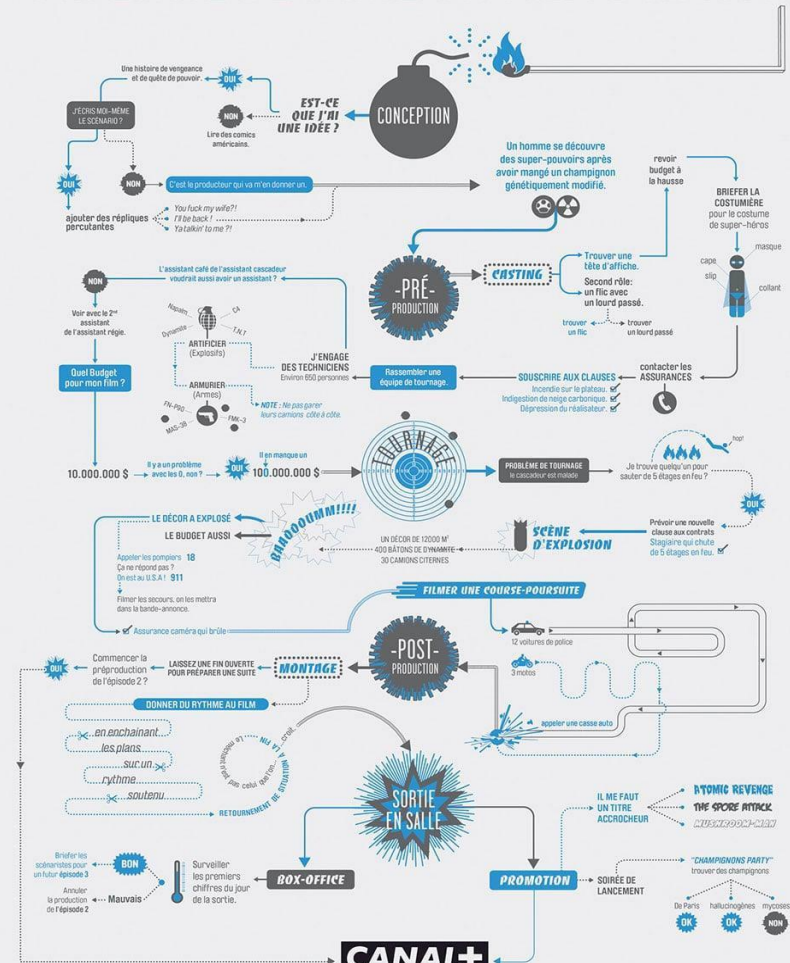 CONCEPTION
EST-CE
QUE J'AI
UNE IDÉE ?
OUI
Une histoire de vengeance
et de quête de pouvoir.
NON
Lire des comics
américains.
J'ÉCRIS MOI-MÊME
LE SCÉNARIO ?
OUI
NON
C'est le producteur qui va m'en donner un.
ajouter des répliques
percutantes
You fuck my wife?!
I'll be back !
Ya talkin' to me ?!
Un homme se découvre
des super-pouvoirs après
avoir mangé un champignon
génétiquement modifié.
-PRÉ-
PRODUCTION
CASTING
Trouver une
tête d'affiche.
Second rôle:
un flic avec
un lourd passé.
trouver
un flic
trouver
un lourd passé
revoir
budget à
la hausse
BRIEFER LA
COSTUMIÈRE
pour le costume
de super-héros
masque
cape
slip
collant
contacter les
ASSURANCES
SOUSCRIRE AUX CLAUSES
Incendie sur le plateau.
Indigestion de neige carbonique.
Dépression du réalisateur.
Rassembler une
équipe de tournage.
J'ENGAGE
DES TECHNICIENS
Environ 650 personnes
L'assistant café de l'assistant cascadeur
voudrait aussi avoir un assistant ?
NON
Voir avec le 2nd
assistant
de l'assistant régie.
Napalm
C4
Dynamite
T.N.T
ARTIFICIER
(Explosifs)
ARMURIER
(Armes)
FN-P90
FMK-3
MAS-38
NOTE : Ne pas garer
leurs camions côte à côte.
Quel Budget
pour mon film ?
10.000.000 $
Il y a un problème
avec les 0, non ?
OUI
Il en manque un
100.000.000 $
TOURNAGE
PROBLÈME DE TOURNAGE
le cascadeur est malade
Je trouve quelqu'un pour
sauter de 5 étages en feu ?
hop!
OUI
Prévoir une nouvelle
clause aux contrats
Stagiaire qui chute
de 5 étages en feu.
SCÈNE
D'EXPLOSION
UN DÉCOR DE 12000 M²
400 BÂTONS DE DYNAMITE
30 CAMIONS CITERNES
BAAOOOUMM!!!!
LE DÉCOR A EXPLOSÉ
LE BUDGET AUSSI
Appeler les pompiers 18
Ça ne répond pas ?
On est au U.S.A ! 911
Filmer les secours, on les mettra
dans la bande-annonce.
Assurance caméra qui brûle
FILMER UNE COURSE-POURSUITE
12 voitures de police
3 motos
appeler une casse auto
-POST-
PRODUCTION
MONTAGE
LAISSEZ UNE FIN OUVERTE
POUR PRÉPARER UNE SUITE
Commencer la
préproduction
de l'épisode 2 ?
OUI
DONNER DU RYTHME AU FILM
en enchainant
les plans
sur un
rythme
soutenu
RETOURNEMENT DE SITUATION A LA FIN
Le méchant n'est pas celui que l'on... croit.
SORTIE
EN SALLE
BOX-OFFICE
Surveiller
les premiers
chiffres du jour
de la sortie.
BON
Briefer les
scénaristes pour
un futur épisode 3
Mauvais
Annuler
la production
de l'épisode 2
PROMOTION
IL ME FAUT
UN TITRE
ACCROCHEUR
ATOMIC REVENGE
THE SPORE ATTACK
MUSHROOM-MAN
SOIRÉE DE
LANCEMENT
"CHAMPIGNONS PARTY"
trouver des champignons
De Paris
hallucinogènes
mycoses
OK
OK
NON
CANAL+